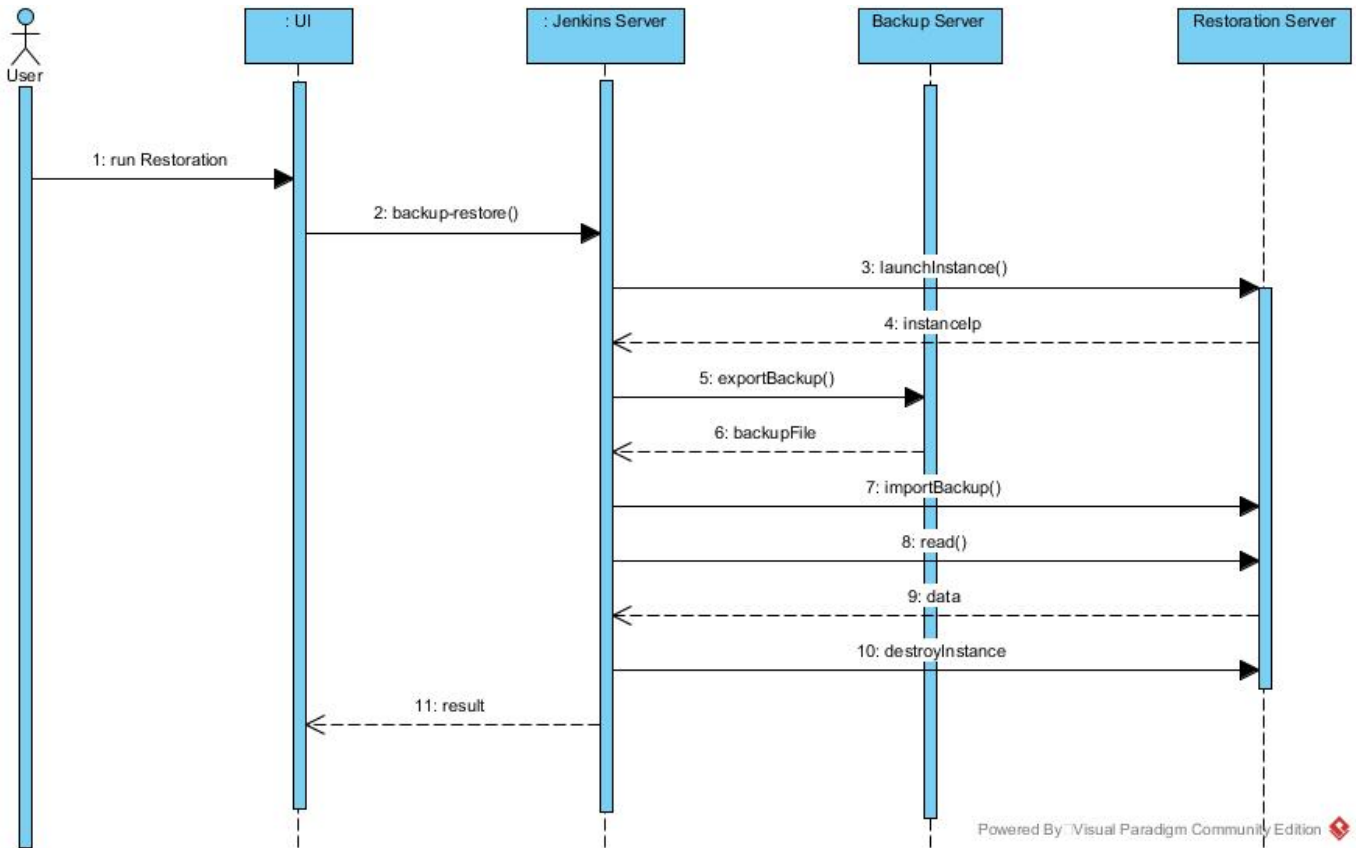 : UI
: Jenkins Server
Backup Server
Restoration Server
User
1: run Restoration
2: backup-restore()
3: launchInstance()
4: instanceIp
5: exportBackup()
6: backupFile
7: importBackup()
8: read()
9: data
10: destroyInstance
11: result
Powered By Visual Paradigm Community Edition